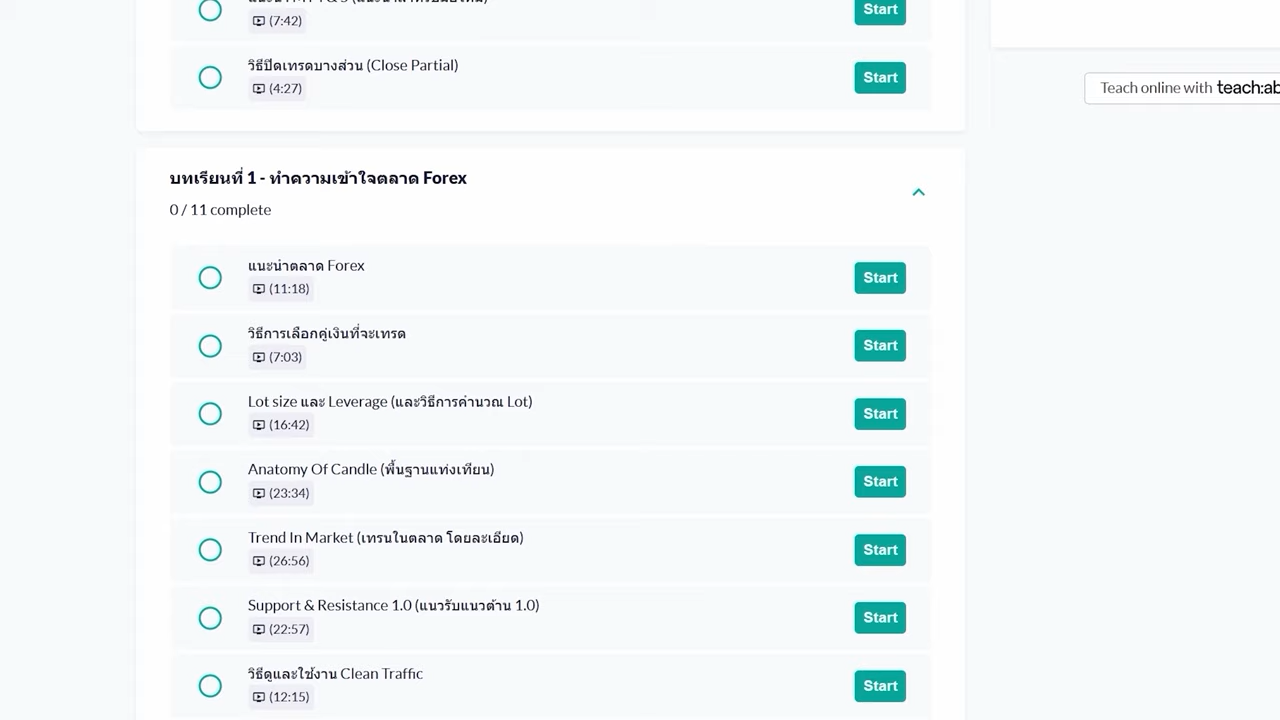 (7:42)
Start
วิธีปิดเทรดบางส่วน (Close Partial)
(4:27)
Start
Teach online with teach:ab
บทเรียนที่ 1 - ทำความเข้าใจตลาด Forex
0 / 11 complete
แนะนำตลาด Forex
(11:18)
Start
วิธีการเลือกคู่เงินที่จะเทรด
(7:03)
Start
Lot size และ Leverage (และวิธีการคำนวณ Lot)
(16:42)
Start
Anatomy Of Candle (พื้นฐานแท่งเทียน)
(23:34)
Start
Trend In Market (เทรนในตลาด โดยละเอียด)
(26:56)
Start
Support & Resistance 1.0 (แนวรับแนวต้าน 1.0)
(22:57)
Start
วิธีดูและใช้งาน Clean Traffic
(12:15)
Start